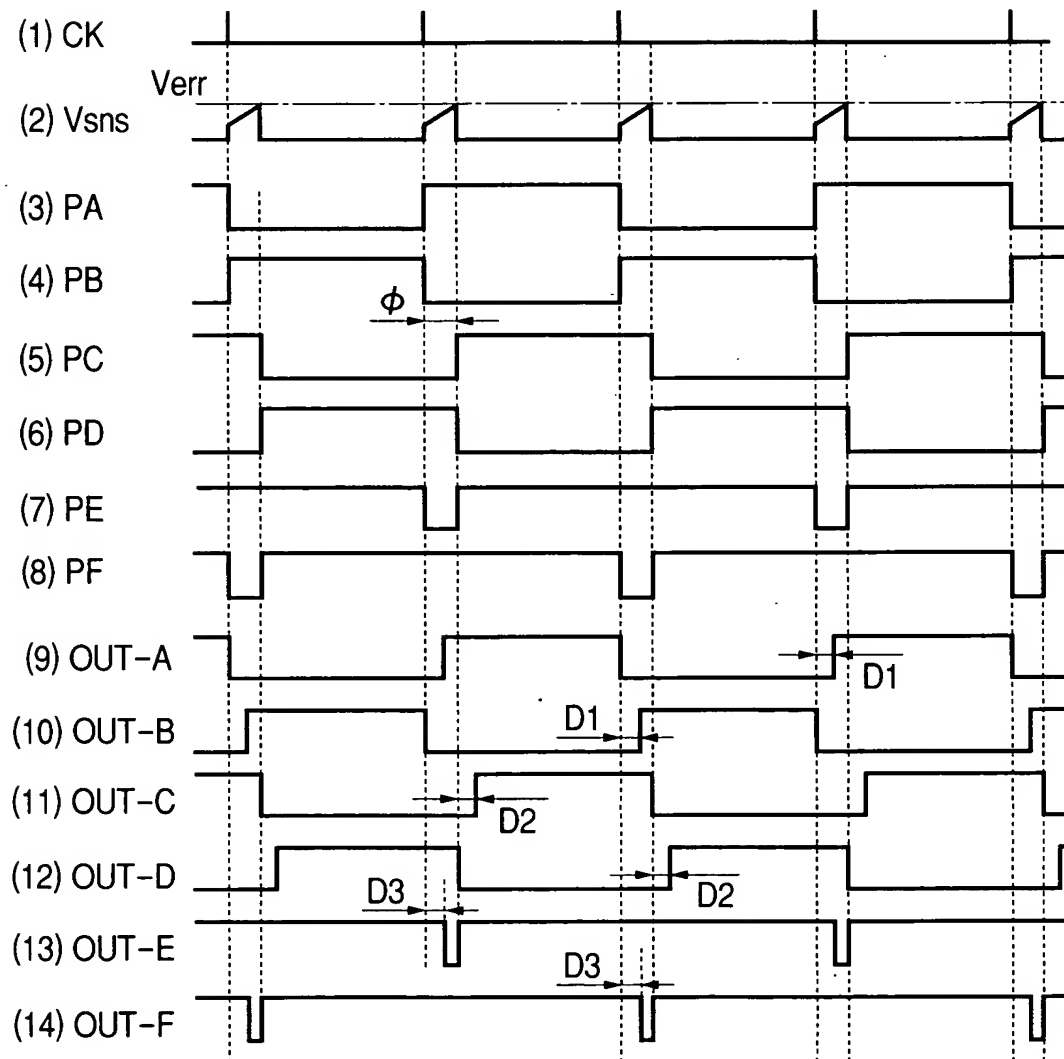 (1) CK
Verr
(2) Vsns
(3) PA
(4) PB
ϕ
(5) PC
(6) PD
(7) PE
(8) PF
(9) OUT-A
D1
(10) OUT-B
D1
(11) OUT-C
D2
(12) OUT-D
D2
D3
(13) OUT-E
D3
(14) OUT-F